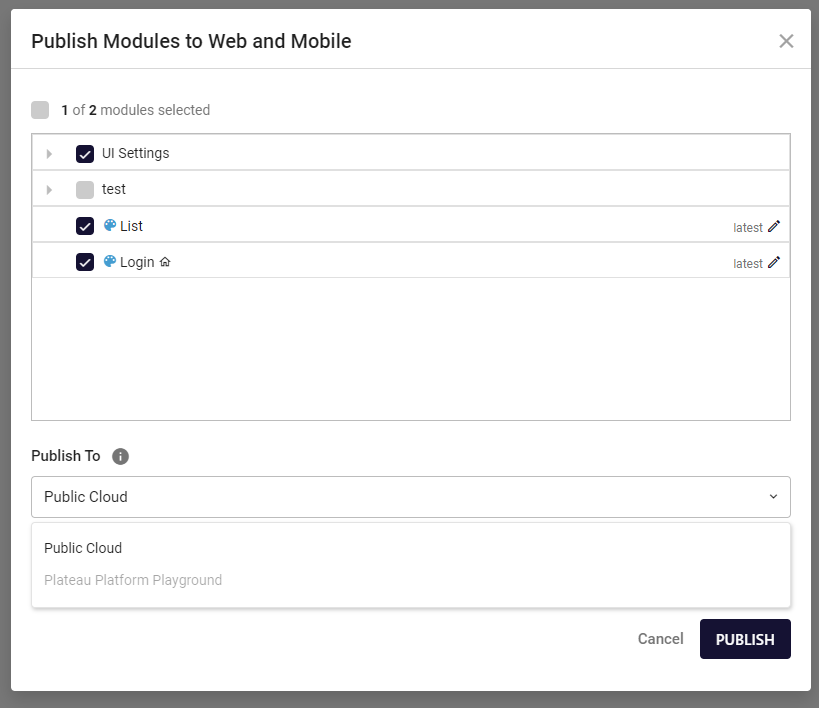 Publish Modules to Web and Mobile
1 of 2 modules selected
UI Settings
test
List latest
Login latest
Publish To
Public Cloud
Public Cloud
Plateau Platform Playground
Cancel PUBLISH